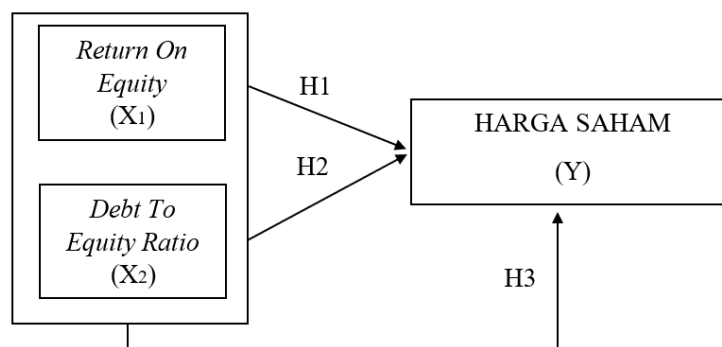 Return On
Equity
(X1)
H1
HARGA SAHAM
(Y)
H2
Debt To
Equity Ratio
(X2)
H3